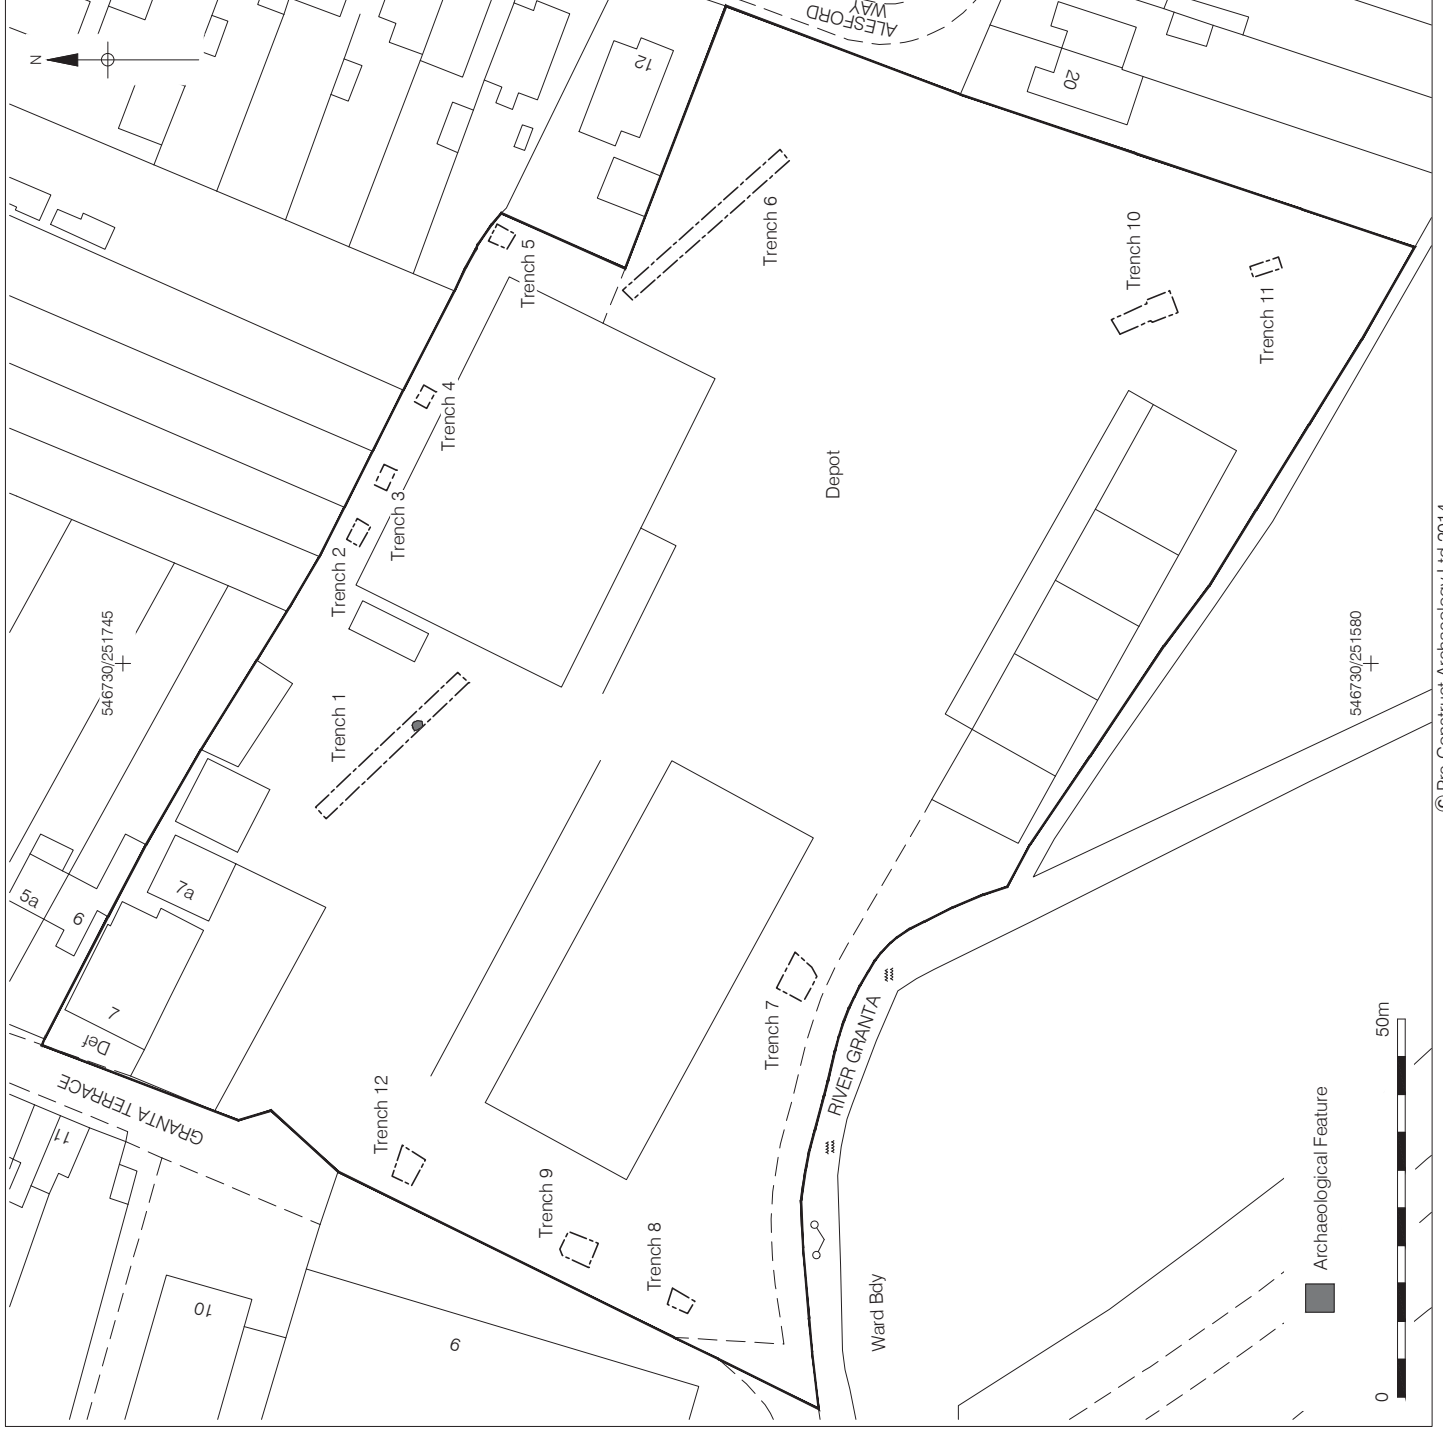 N
ALESFORD
WAY
12
20
5a
6
7a
7
Def
GRANTA TERRACE
11
10
9
546730/251745
Trench 1
Trench 2
Trench 3
Trench 4
Trench 5
Trench 6
Trench 10
Trench 11
Depot
Trench 12
Trench 9
Trench 8
Trench 7
RIVER GRANTA
Ward Bdy
546730/251580
Archaeological Feature
0
50m
© Pre-Construct Archaeology Ltd 2014